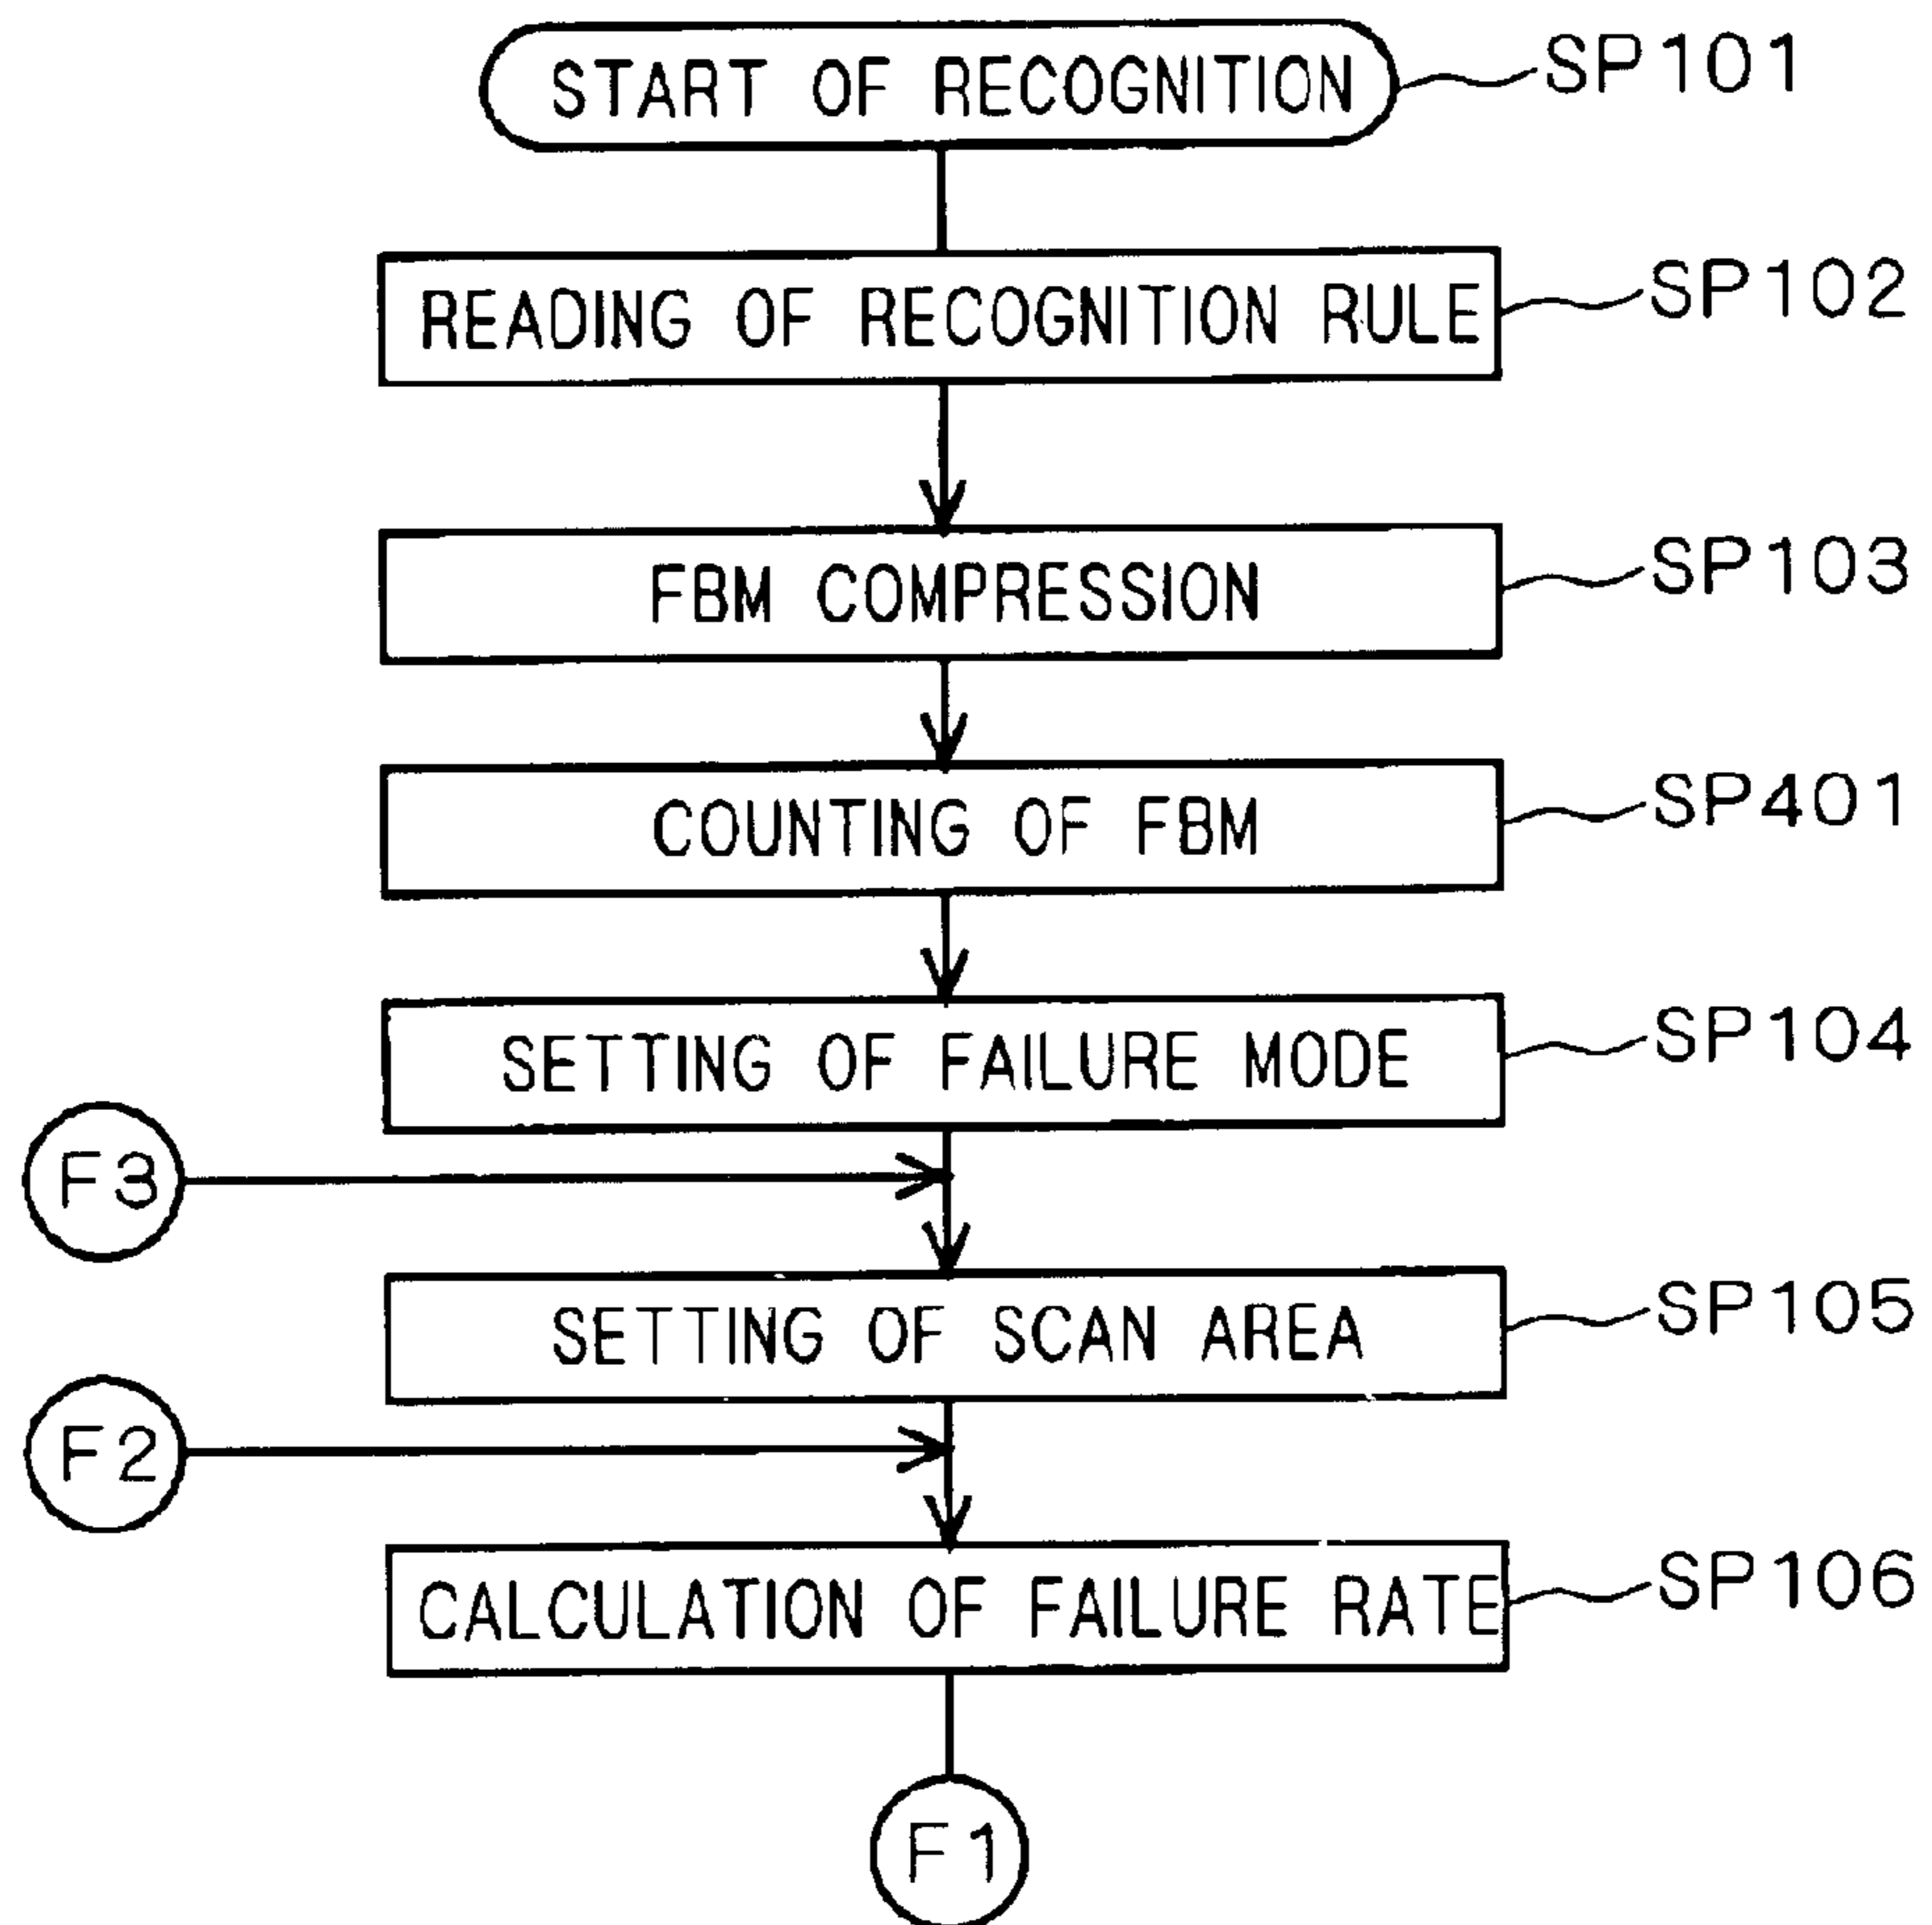 START OF RECOGNITION SP101
READING OF RECOGNITION RULE SP102
FBM COMPRESSION SP103
COUNTING OF FBM SP401
SETTING OF FAILURE MODE SP104
F3
SETTING OF SCAN AREA SP105
F2
CALCULATION OF FAILURE RATE SP106
F1